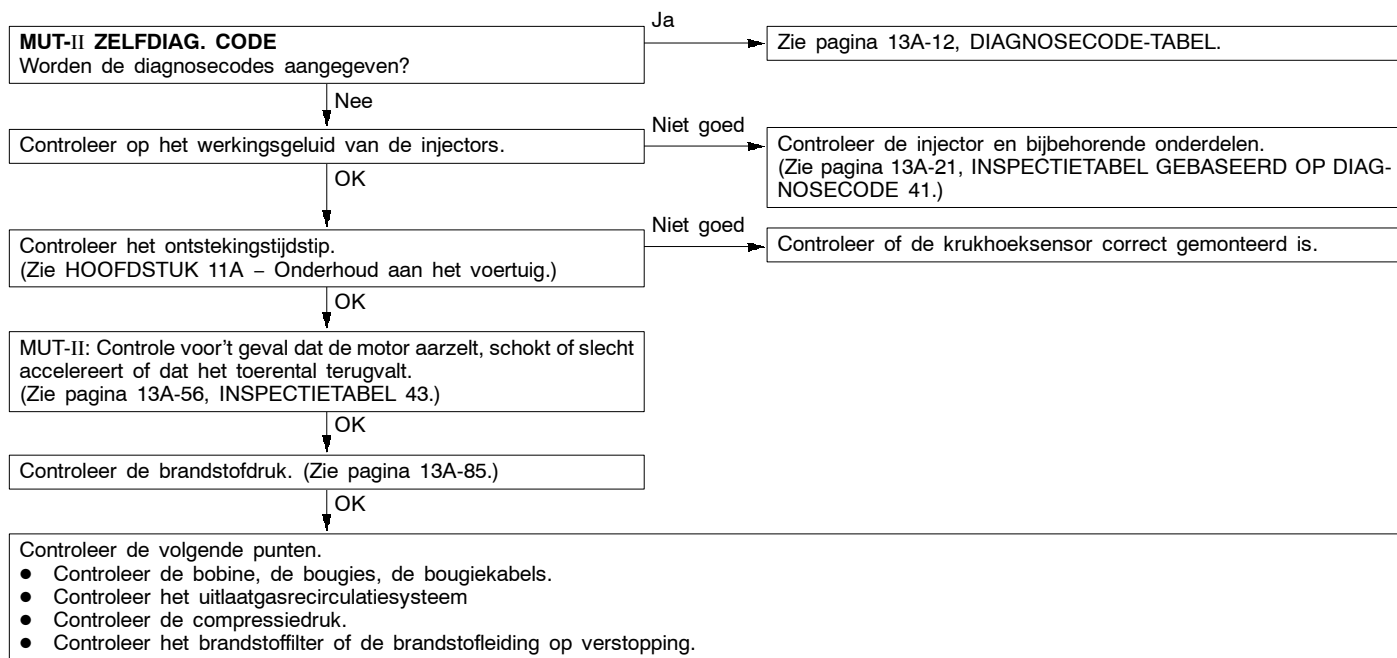 MUT-II ZELFDIAG. CODE
Worden de diagnosecodes aangegeven?
Ja
Zie pagina 13A-12, DIAGNOSECODE-TABEL.
Nee
Controleer op het werkingsgeluid van de injectors.
Niet goed
Controleer de injector en bijbehorende onderdelen.
(Zie pagina 13A-21, INSPECTIETABEL GEBASEERD OP DIAG-
NOSECODE 41.)
OK
Controleer het ontstekingstijdstip.
(Zie HOOFDSTUK 11A – Onderhoud aan het voertuig.)
Niet goed
Controleer of de krukhoeksensor correct gemonteerd is.
OK
MUT-II: Controle voor't geval dat de motor aarzelt, schokt of slecht
accelereert of dat het toerental terugvalt.
(Zie pagina 13A-56, INSPECTIETABEL 43.)
OK
Controleer de brandstofdruk. (Zie pagina 13A-85.)
OK
Controleer de volgende punten.
● Controleer de bobine, de bougies, de bougiekabels.
● Controleer het uitlaatgasrecirculatiesysteem
● Controleer de compressiedruk.
● Controleer het brandstoffilter of de brandstofleiding op verstopping.